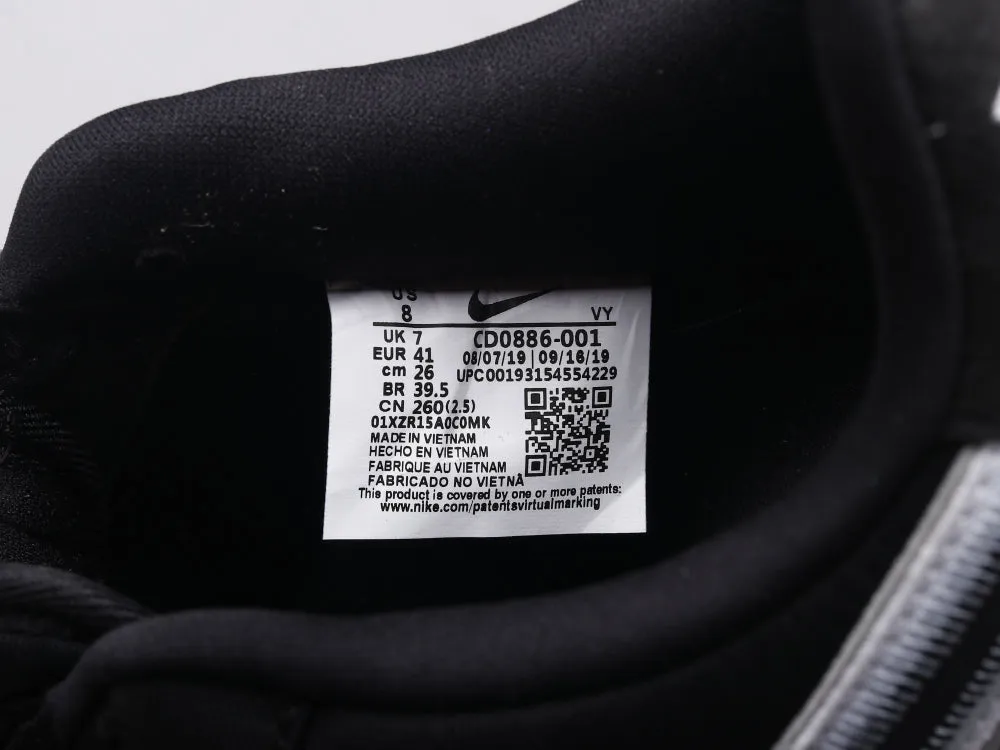 US
8
VY
UK 7
CD0886-001
EUR 41
08/07/19 | 09/16/19
cm 26
UPC00193154554229
BR 39.5
CN 260(2.5)
01XZR15A0C0MK
MADE IN VIETNAM
HECHO EN VIETNAM
FABRIQUE AU VIETNAM
FABRICADO NO VIETNÃ
This product is covered by one or more patents:
www.nike.com/patentsvirtualmarking